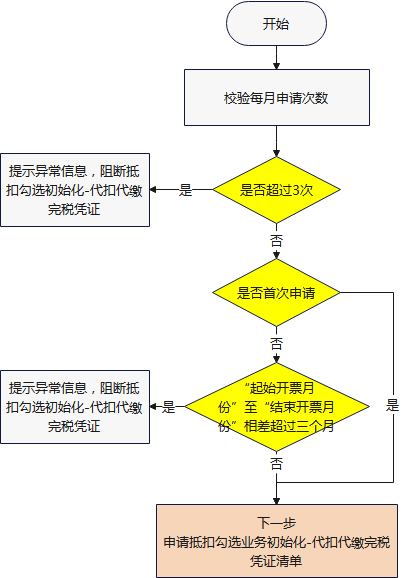 开始
校验每月申请次数
提示异常信息，阻断抵
扣勾选初始化-代扣代缴
完税凭证
是
是否超过3次
否
是否首次申请
否
提示异常信息，阻断抵
扣勾选初始化-代扣代缴
完税凭证
是
“起始开票月
份”至“结束开票月
份”相差超过三个月
是
否
下一步
申请抵扣勾选业务初始化-代扣代缴完税
凭证清单